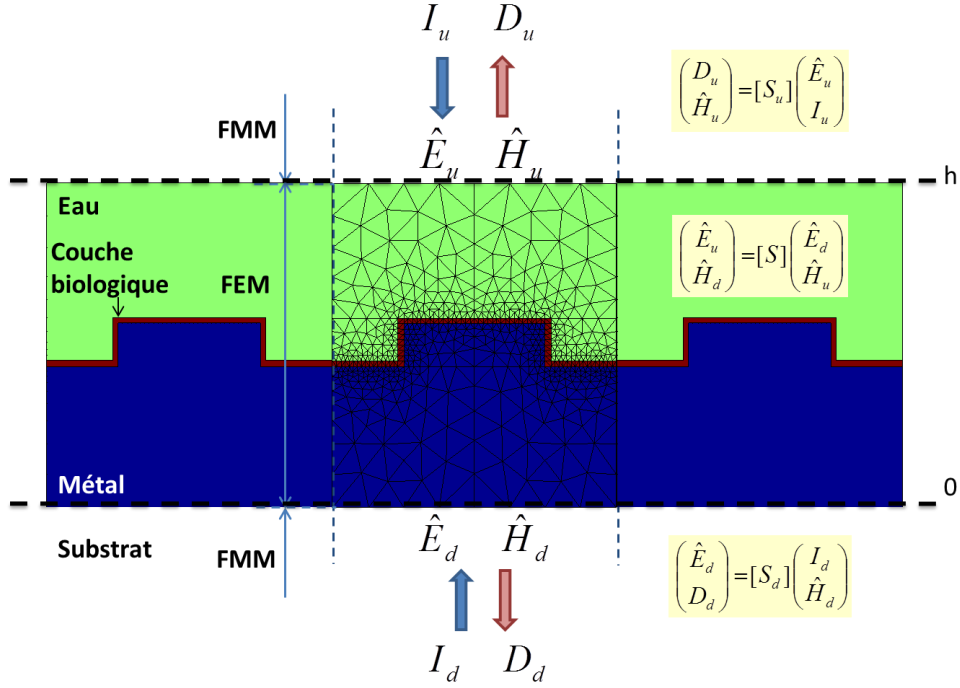 I_u D_u
(D_u Ĥ_u) = [S_u] (Ê_u I_u)
FMM
Ê_u Ĥ_u
h
Eau
Couche
biologique
FEM
(Ê_u Ĥ_d) = [S] (Ê_d Ĥ_u)
Métal
0
Substrat
FMM
Ê_d Ĥ_d
(Ê_d D_d) = [S_d] (I_d Ĥ_d)
I_d D_d